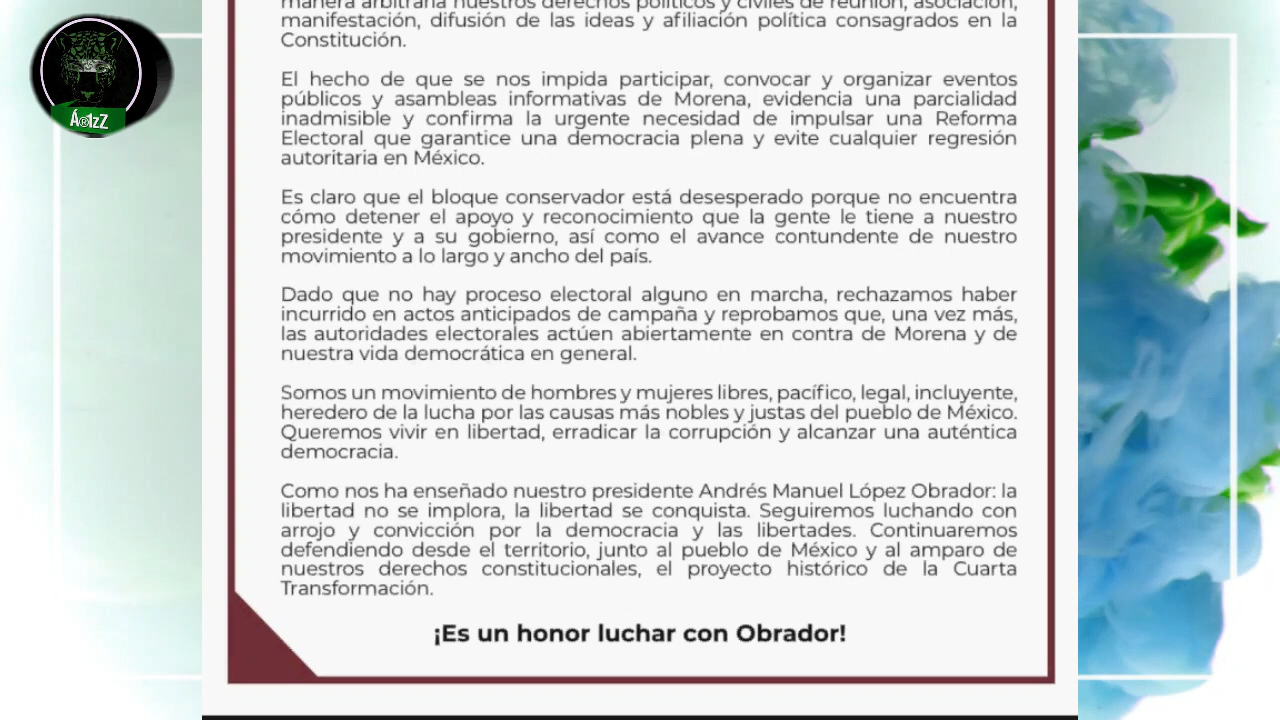 manera arbitraria nuestros derechos políticos y civiles de reunión, asociación,
manifestación, difusión de las ideas y afiliación política consagrados en la
Constitución.
El hecho de que se nos impida participar, convocar y organizar eventos
públicos y asambleas informativas de Morena, evidencia una parcialidad
inadmisible y confirma la urgente necesidad de impulsar una Reforma
Electoral que garantice una democracia plena y evite cualquier regresión
autoritaria en México.
Es claro que el bloque conservador está desesperado porque no encuentra
cómo detener el apoyo y reconocimiento que la gente le tiene a nuestro
presidente y a su gobierno, así como el avance contundente de nuestro
movimiento a lo largo y ancho del país.
Dado que no hay proceso electoral alguno en marcha, rechazamos haber
incurrido en actos anticipados de campaña y reprobamos que, una vez más,
las autoridades electorales actúen abiertamente en contra de Morena y de
nuestra vida democrática en general.
Somos un movimiento de hombres y mujeres libres, pacífico, legal, incluyente,
heredero de la lucha por las causas más nobles y justas del pueblo de México.
Queremos vivir en libertad, erradicar la corrupción y alcanzar una auténtica
democracia.
Como nos ha enseñado nuestro presidente Andrés Manuel López Obrador: la
libertad no se implora, la libertad se conquista. Seguiremos luchando con
arrojo y convicción por la democracia y las libertades. Continuaremos
defendiendo desde el territorio, junto al pueblo de México y al amparo de
nuestros derechos constitucionales, el proyecto histórico de la Cuarta
Transformación.
¡Es un honor luchar con Obrador!